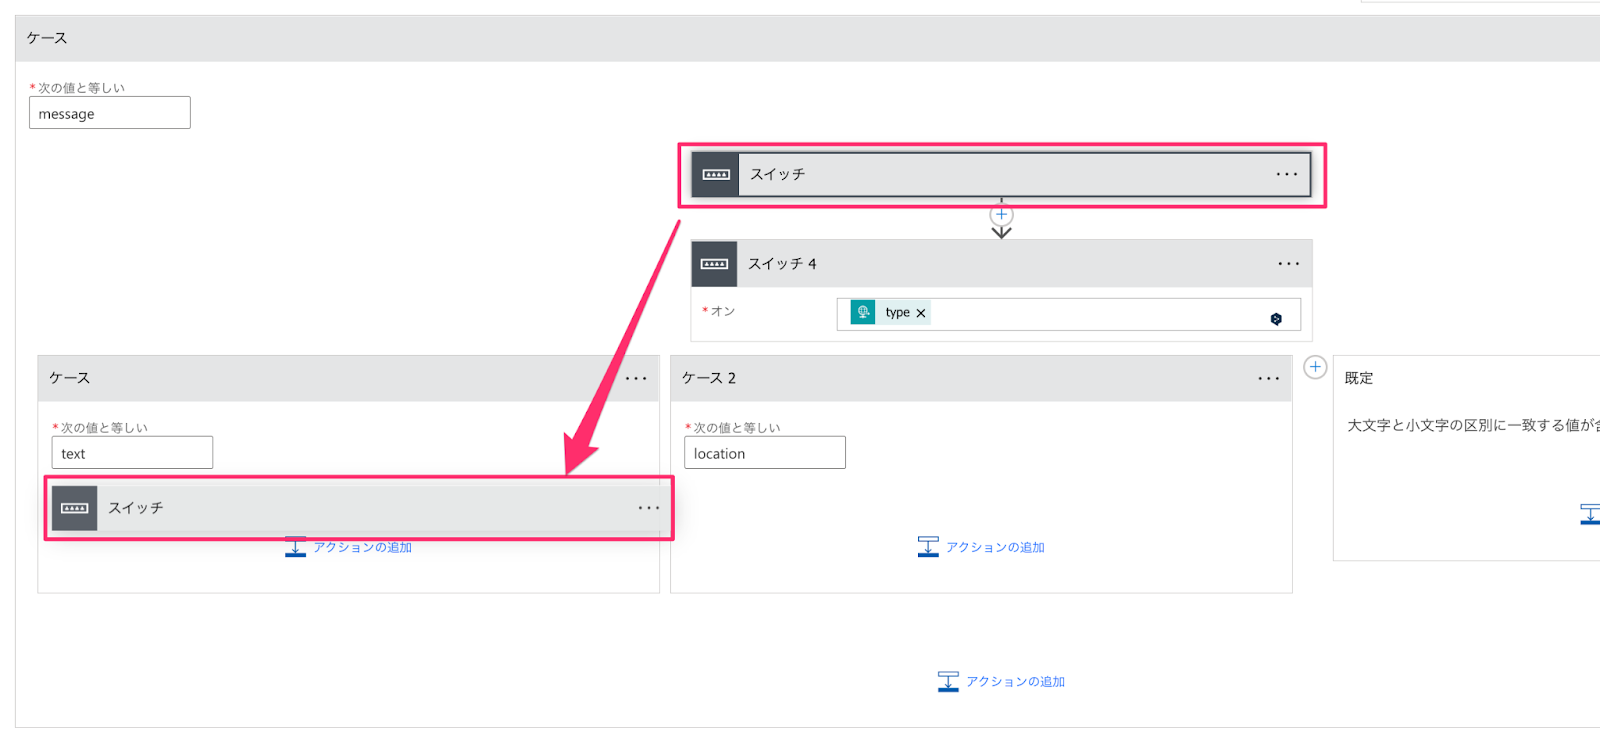 ケース
*次の値と等しい
message
スイッチ
スイッチ 4
*オン
type
ケース
ケース 2
既定
*次の値と等しい
*次の値と等しい
大文字と小文字の区別に一致する値が
text
location
スイッチ
アクションの追加
アクションの追加
アクションの追加